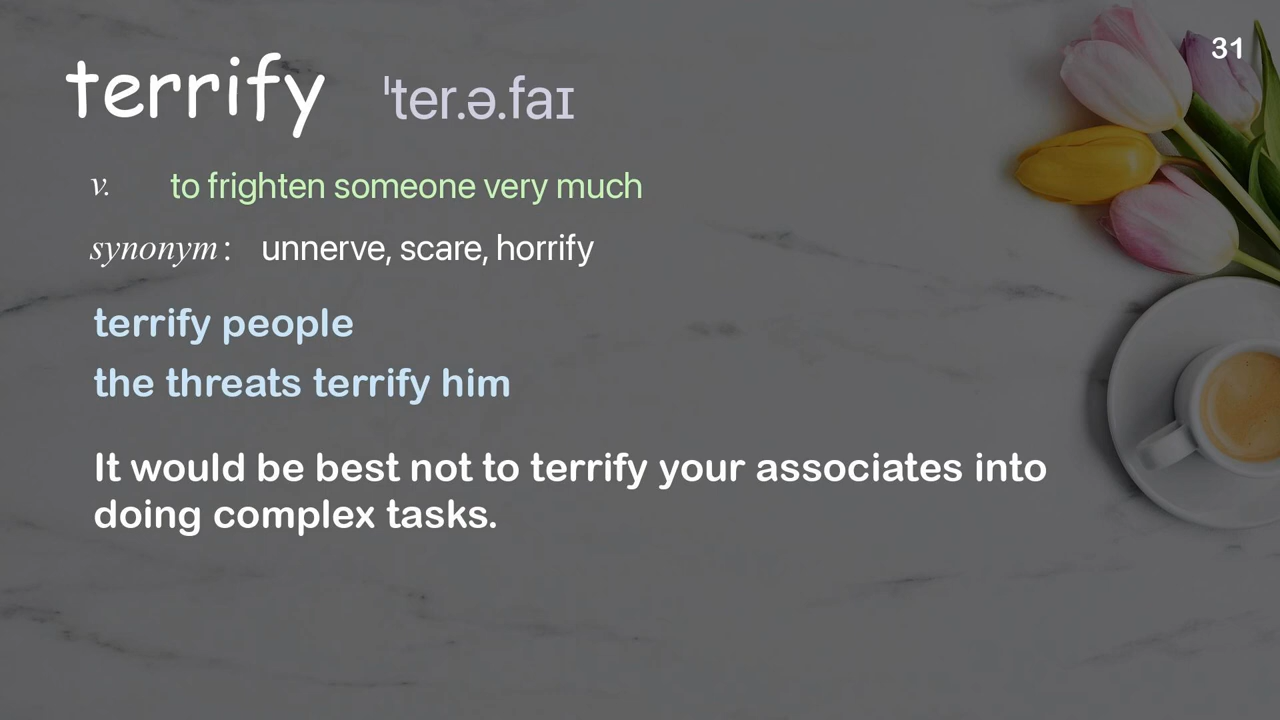 31
terrify ˈter.ə.faɪ
v. to frighten someone very much
synonym : unnerve, scare, horrify
terrify people
the threats terrify him
It would be best not to terrify your associates into
doing complex tasks.